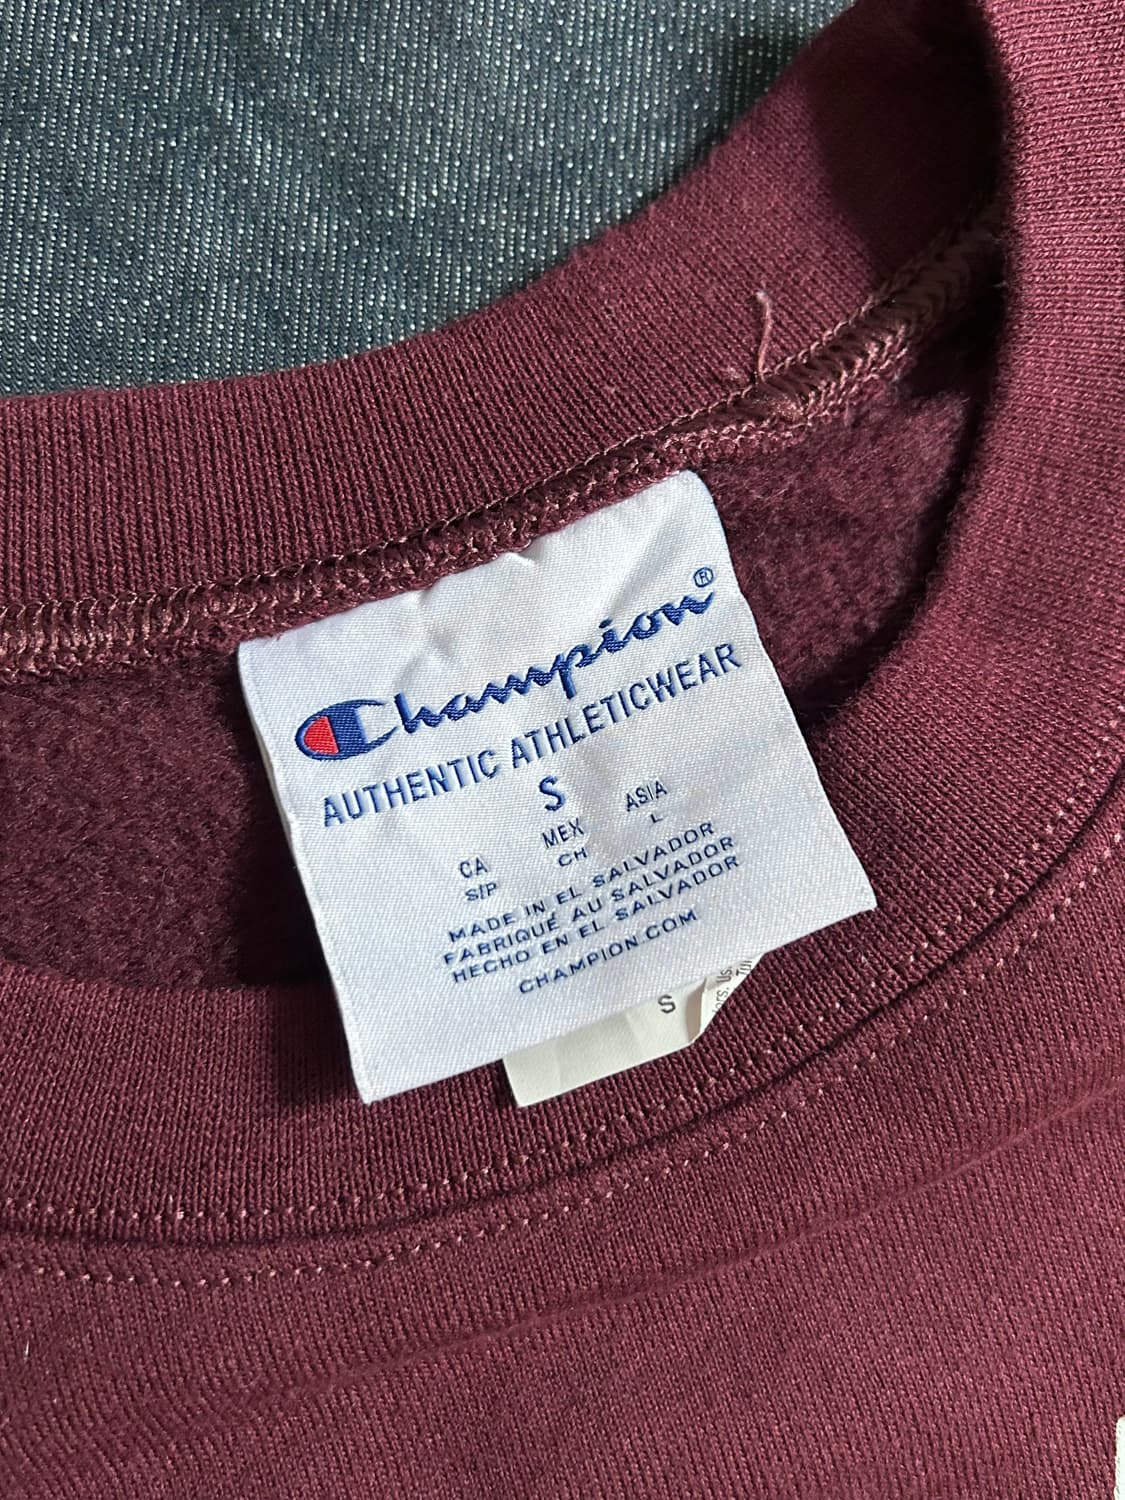 Champion®
AUTHENTIC ATHLETICWEAR
S
CA MEX ASIA
S/P CH L
MADE IN EL SALVADOR
FABRIQUÉ AU SALVADOR
HECHO EN EL SALVADOR
CHAMPION.COM
S